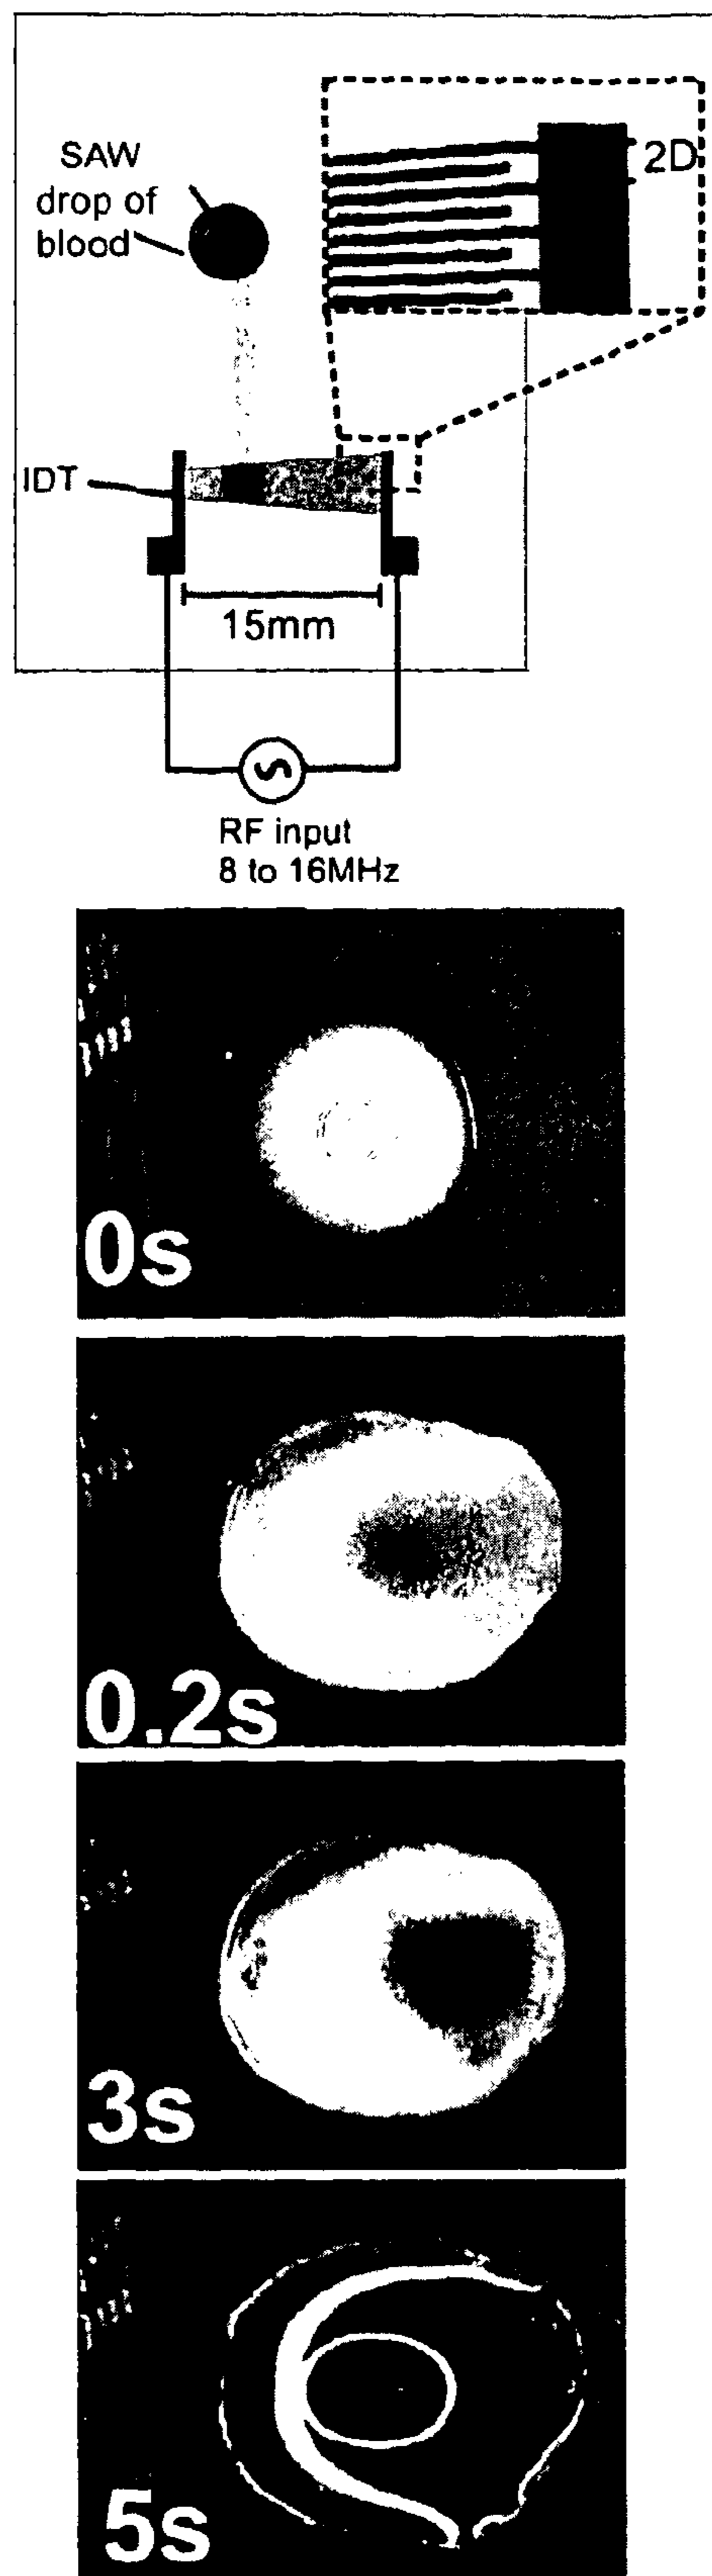 SAW
drop of
blood
2D
IDT
15mm
RF input
8 to 16MHz
0s
0.2s
3s
5s